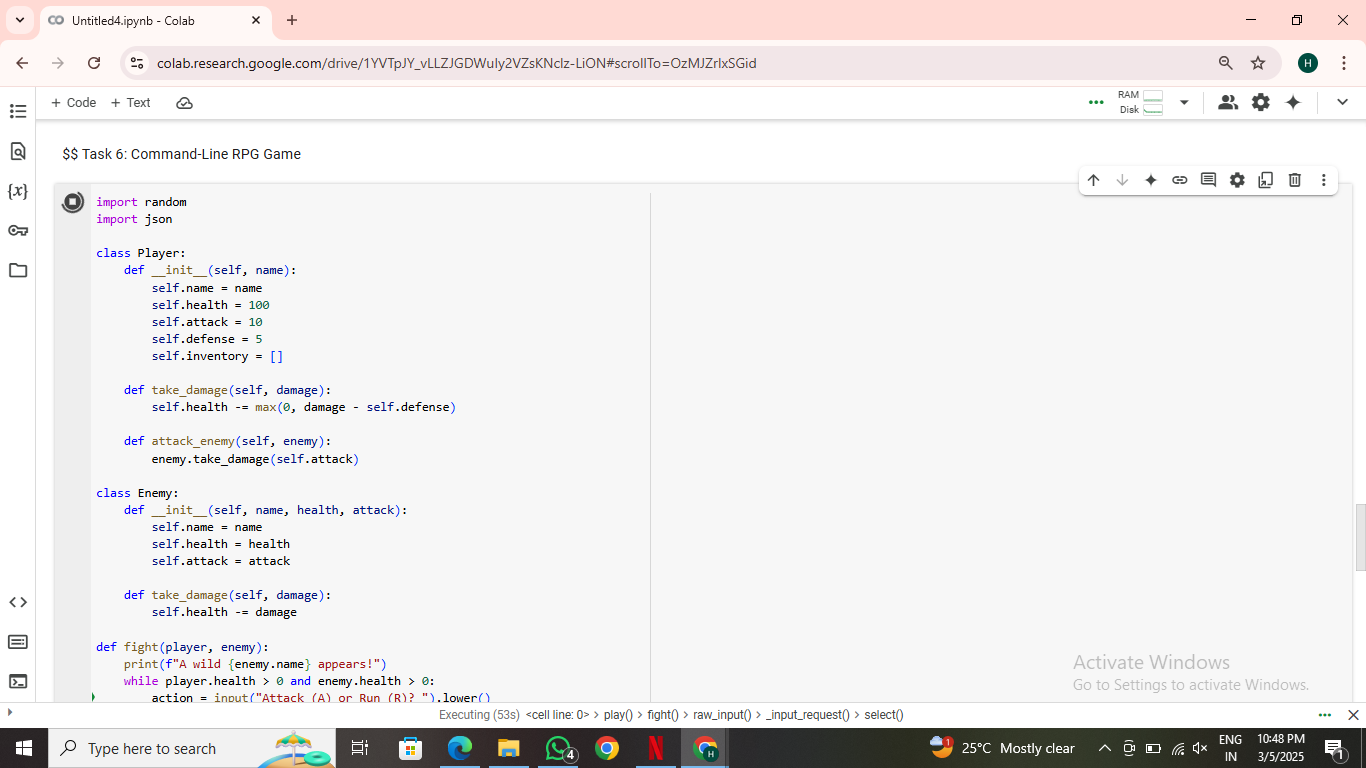 Untitled4.ipynb - Colab
colab.research.google.com/drive/1YVTpJY_vLLZJGDWuly2VZsKNclz-LiON#scrollTo=OzMJZrlxSGid
H
+ Code + Text
RAM
Disk
$$ Task 6: Command-Line RPG Game
import random
import json
class Player:
    def __init__(self, name):
        self.name = name
        self.health = 100
        self.attack = 10
        self.defense = 5
        self.inventory = []
    def take_damage(self, damage):
        self.health -= max(0, damage - self.defense)
    def attack_enemy(self, enemy):
        enemy.take_damage(self.attack)
class Enemy:
    def __init__(self, name, health, attack):
        self.name = name
        self.health = health
        self.attack = attack
    def take_damage(self, damage):
        self.health -= damage
def fight(player, enemy):
    print(f"A wild {enemy.name} appears!")
    while player.health > 0 and enemy.health > 0:
        action = input("Attack (A) or Run (R)? ").lower()
Activate Windows
Go to Settings to activate Windows.
Executing (53s) <cell line: 0> > play() > fight() > raw_input() > _input_request() > select()
Type here to search
4
N
H
1
25°C Mostly clear
ENG
IN
10:48 PM
3/5/2025
1